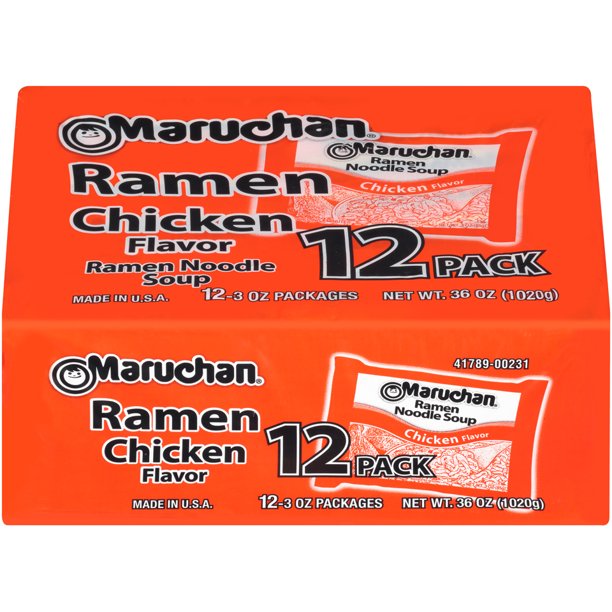 Maruchan®
Ramen
Chicken
Flavor
Ramen Noodle
Soup
Maruchan
Ramen
Noodle Soup
Chicken Flavor
12 PACK
MADE IN U.S.A.
12-3 OZ PACKAGES
NET WT. 36 OZ (1020g)
41789-00231
Maruchan®
Ramen
Chicken
Flavor
Maruchan
Ramen
Noodle Soup
Chicken Flavor
12 PACK
MADE IN U.S.A.
12-3 OZ PACKAGES
NET WT. 36 OZ (1020g)